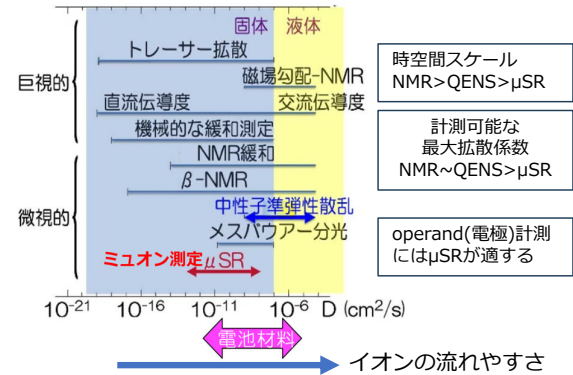 固体 液体
トレーサー拡散
磁場勾配-NMR
巨視的
直流伝導度 交流伝導度
機械的な緩和測定
NMR緩和
β-NMR
中性子準弾性散乱
微視的
メスバウアー分光
ミュオン測定μSR
10-21 10-16 10-11 10-6 D (cm2/s)
電池材料
イオンの流れやすさ
時空間スケール
NMR>QENS>μSR
計測可能な
最大拡散係数
NMR~QENS>μSR
operand(電極)計測
にはμSRが適する